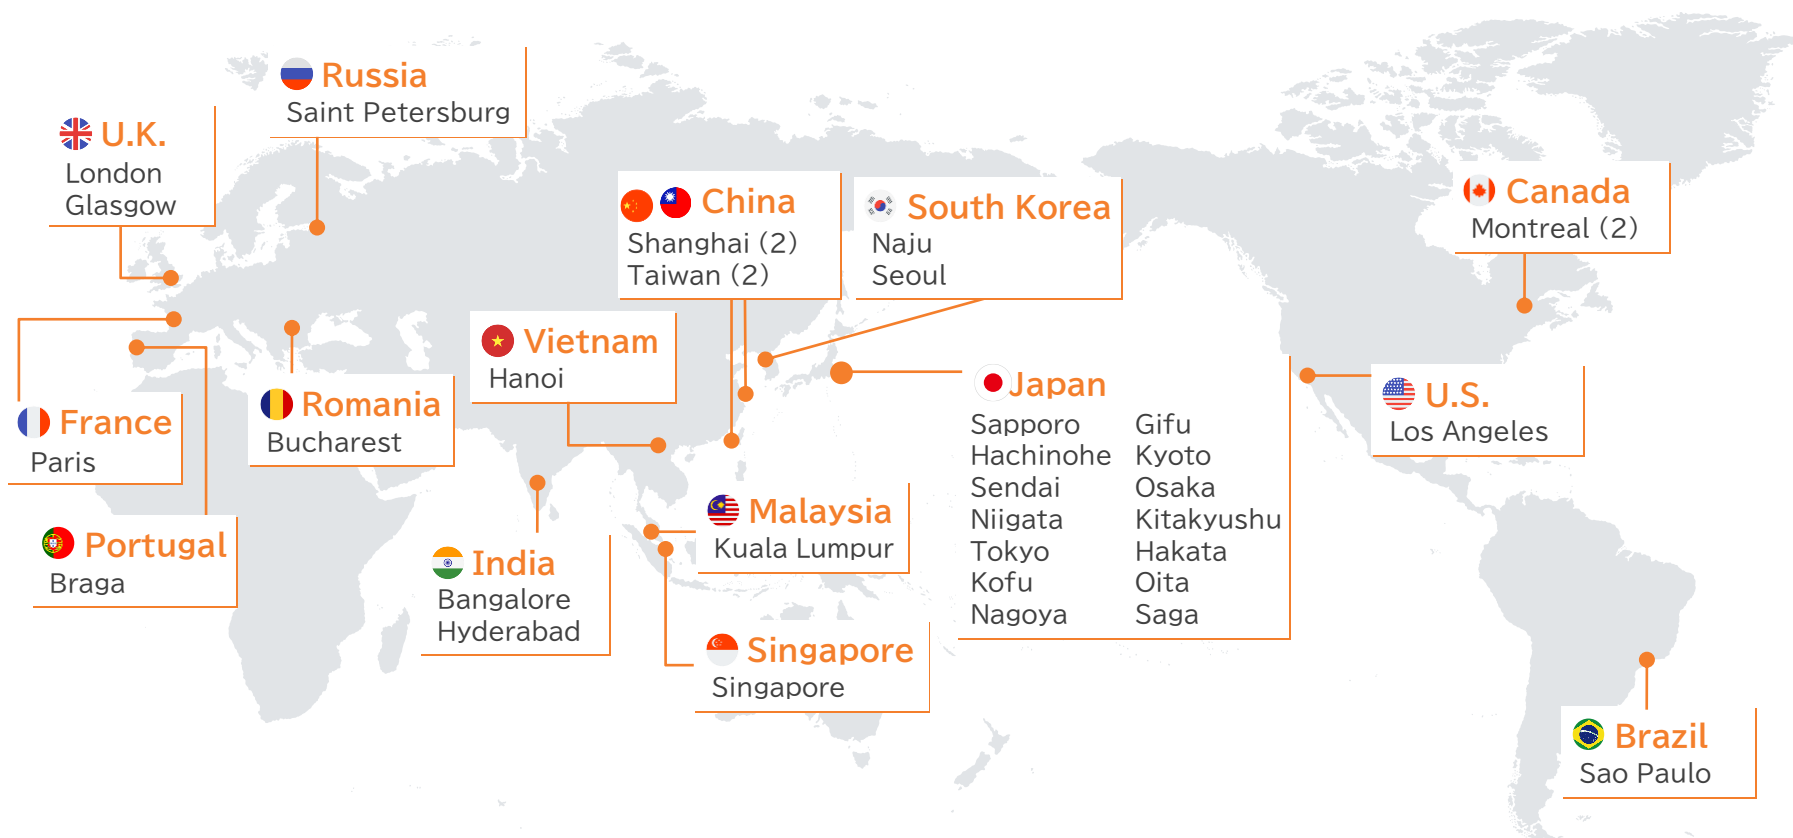 Russia
Saint Petersburg
U.K.
London
Glasgow
China
Shanghai (2)
Taiwan (2)
South Korea
Naju
Seoul
Canada
Montreal (2)
Vietnam
Hanoi
France
Paris
Romania
Bucharest
Japan
Sapporo
Hachinohe
Sendai
Niigata
Tokyo
Kofu
Nagoya
Gifu
Kyoto
Osaka
Kitakyushu
Hakata
Oita
Saga
U.S.
Los Angeles
Portugal
Braga
India
Bangalore
Hyderabad
Malaysia
Kuala Lumpur
Singapore
Singapore
Brazil
Sao Paulo